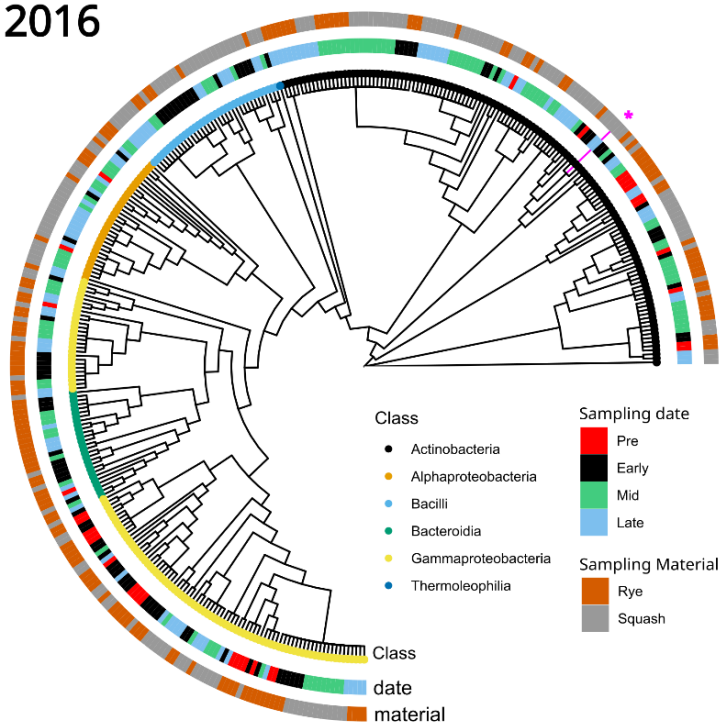 2016
*
Class
Actinobacteria
Alphaproteobacteria
Bacilli
Bacteroidia
Gammaproteobacteria
Thermoleophilia
Sampling date
Pre
Early
Mid
Late
Sampling Material
Rye
Squash
Class
date
material